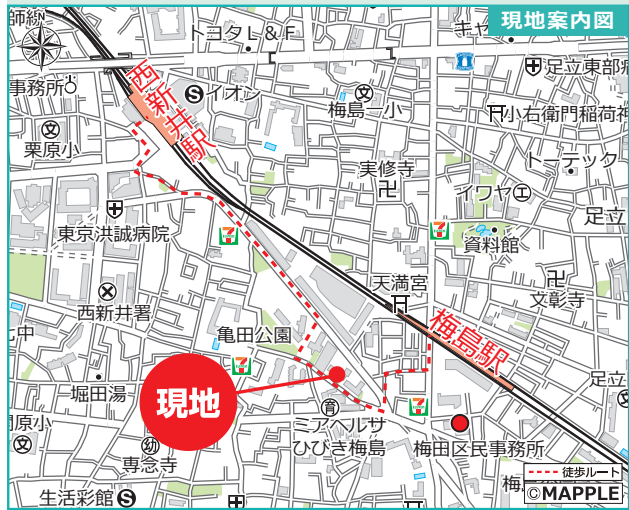 現地案内図
師線
トヨタL&F
キヤ
事務所
イオン
西新井駅
梅島一小
足立東部病
小右衛門稲荷神
栗原小
実修寺
トーテック
イワヤ
足立
東京洪誠病院
資料館
天満宮
文彰寺
西新井署
梅島駅
七中
亀田公園
現地
足立
堀田湯
ミアヘルサ
ひびき梅島
梅田区民事務所
原小
専念寺
梅
徒歩ルート
生活彩館
©MAPPLE